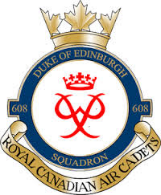 DUKE OF EDINBURGH
608 608
SQUADRON
ROYAL CANADIAN AIR CADETS